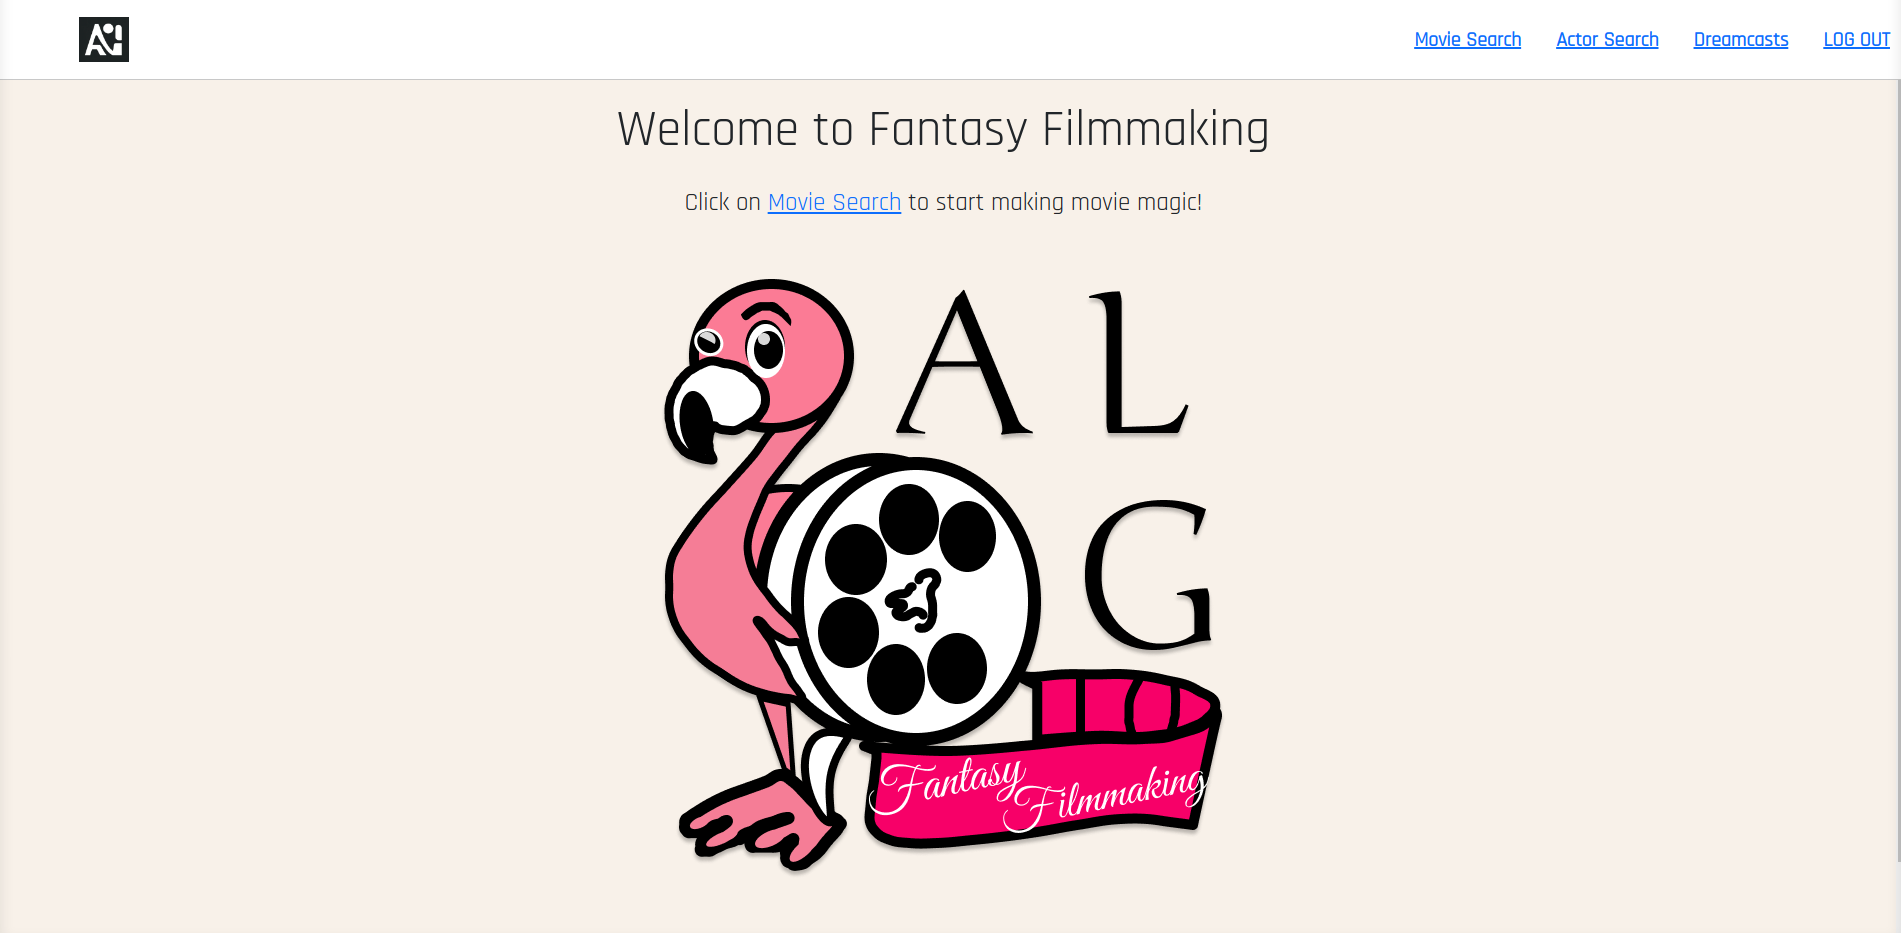 Movie Search Actor Search Dreamcasts LOG OUT
Welcome to Fantasy Filmmaking
Click on Movie Search to start making movie magic!
A L
G
Fantasy
Filmmaking